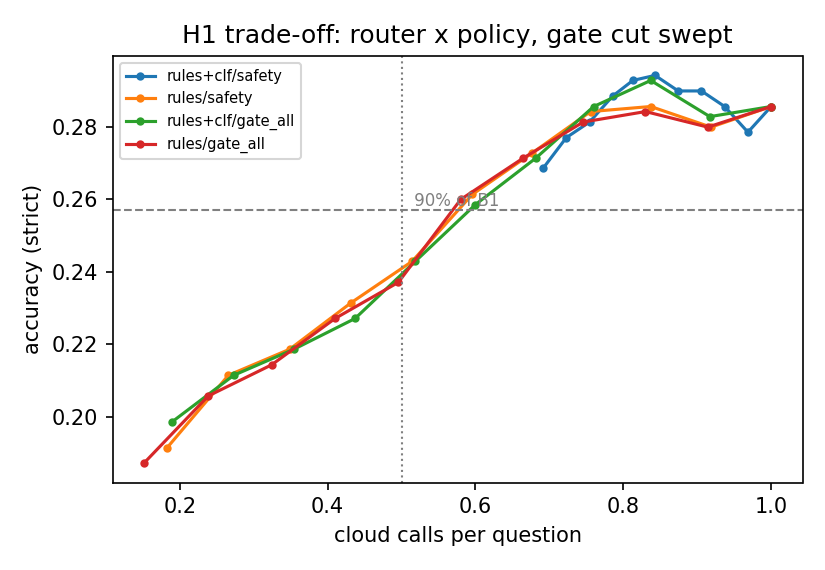 H1 trade-off: router x policy, gate cut swept
rules+clf/safety
rules/safety
rules+clf/gate_all
rules/gate_all
90% of B1
accuracy (strict)
0.28
0.26
0.24
0.22
0.20
0.2
0.4
0.6
0.8
1.0
cloud calls per question